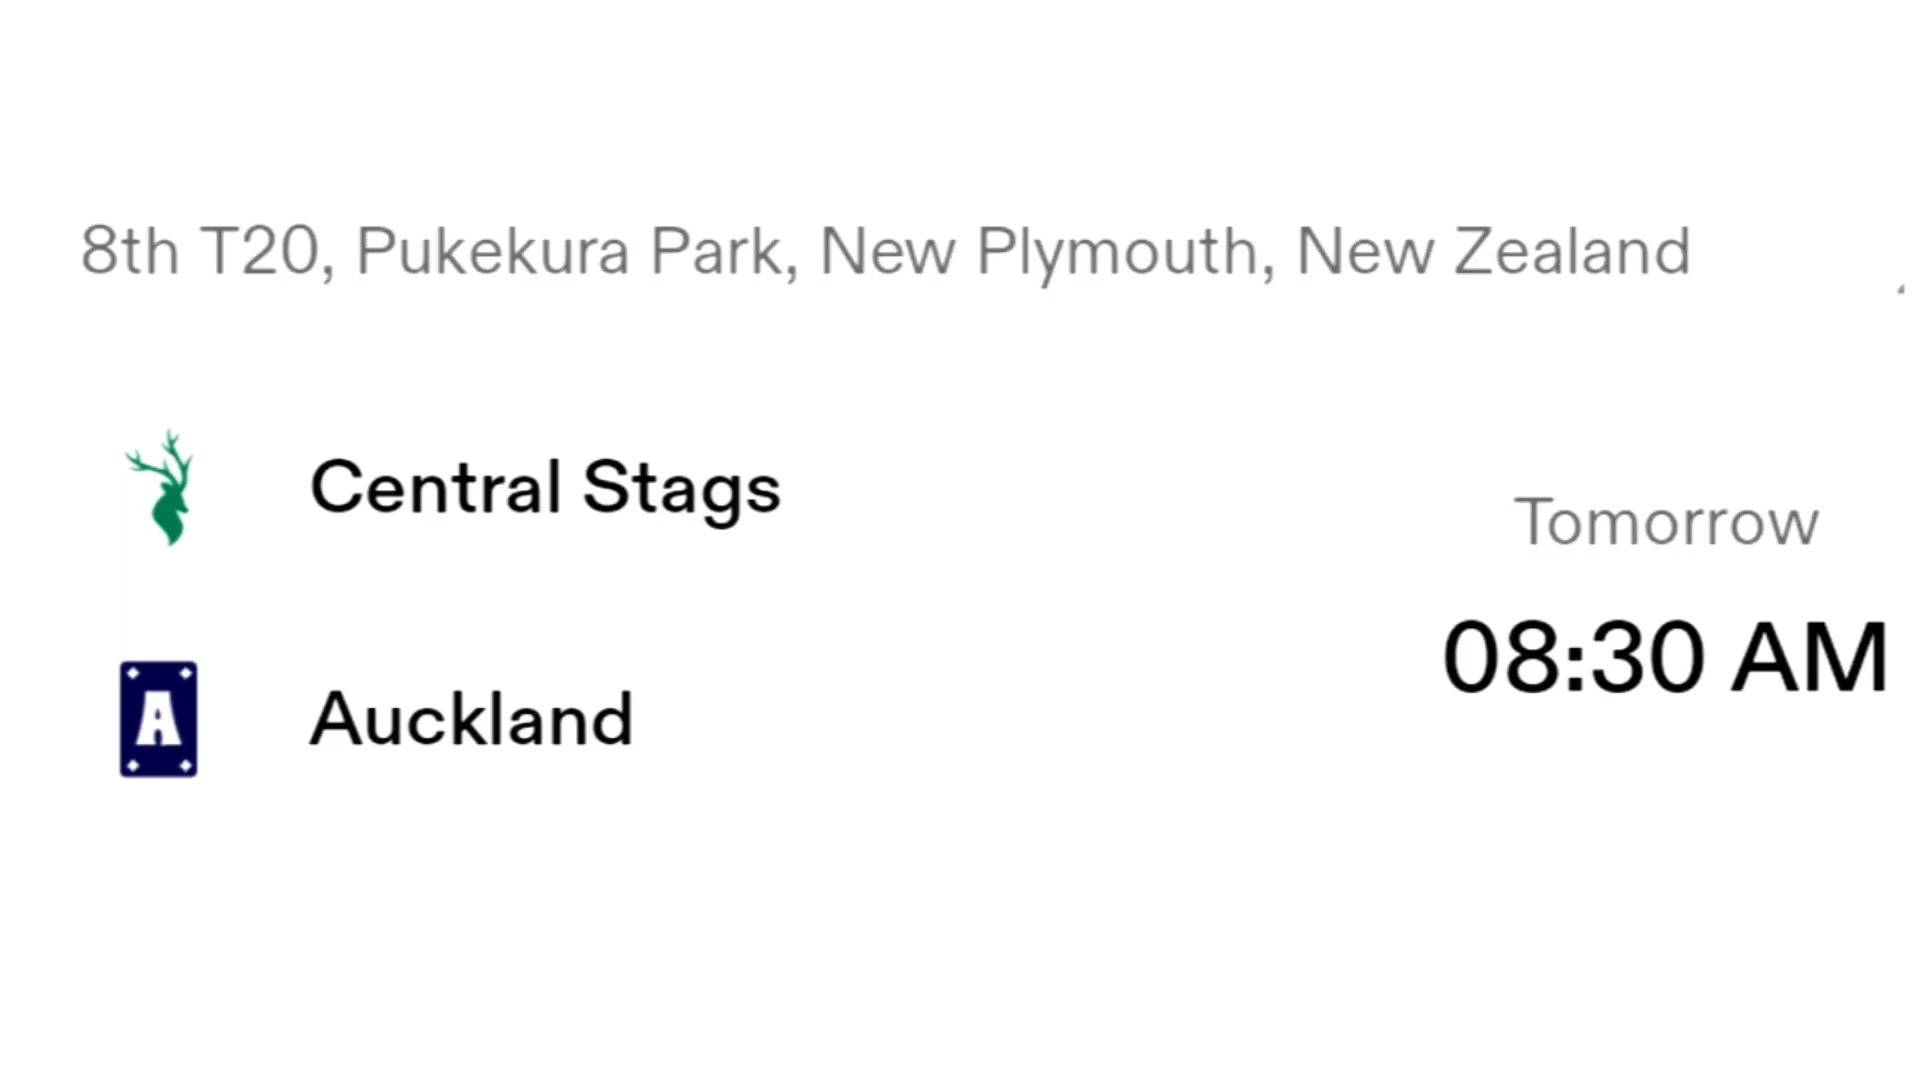 8th T20, Pukekura Park, New Plymouth, New Zealand
Central Stags
Tomorrow
08:30 AM
A
Auckland